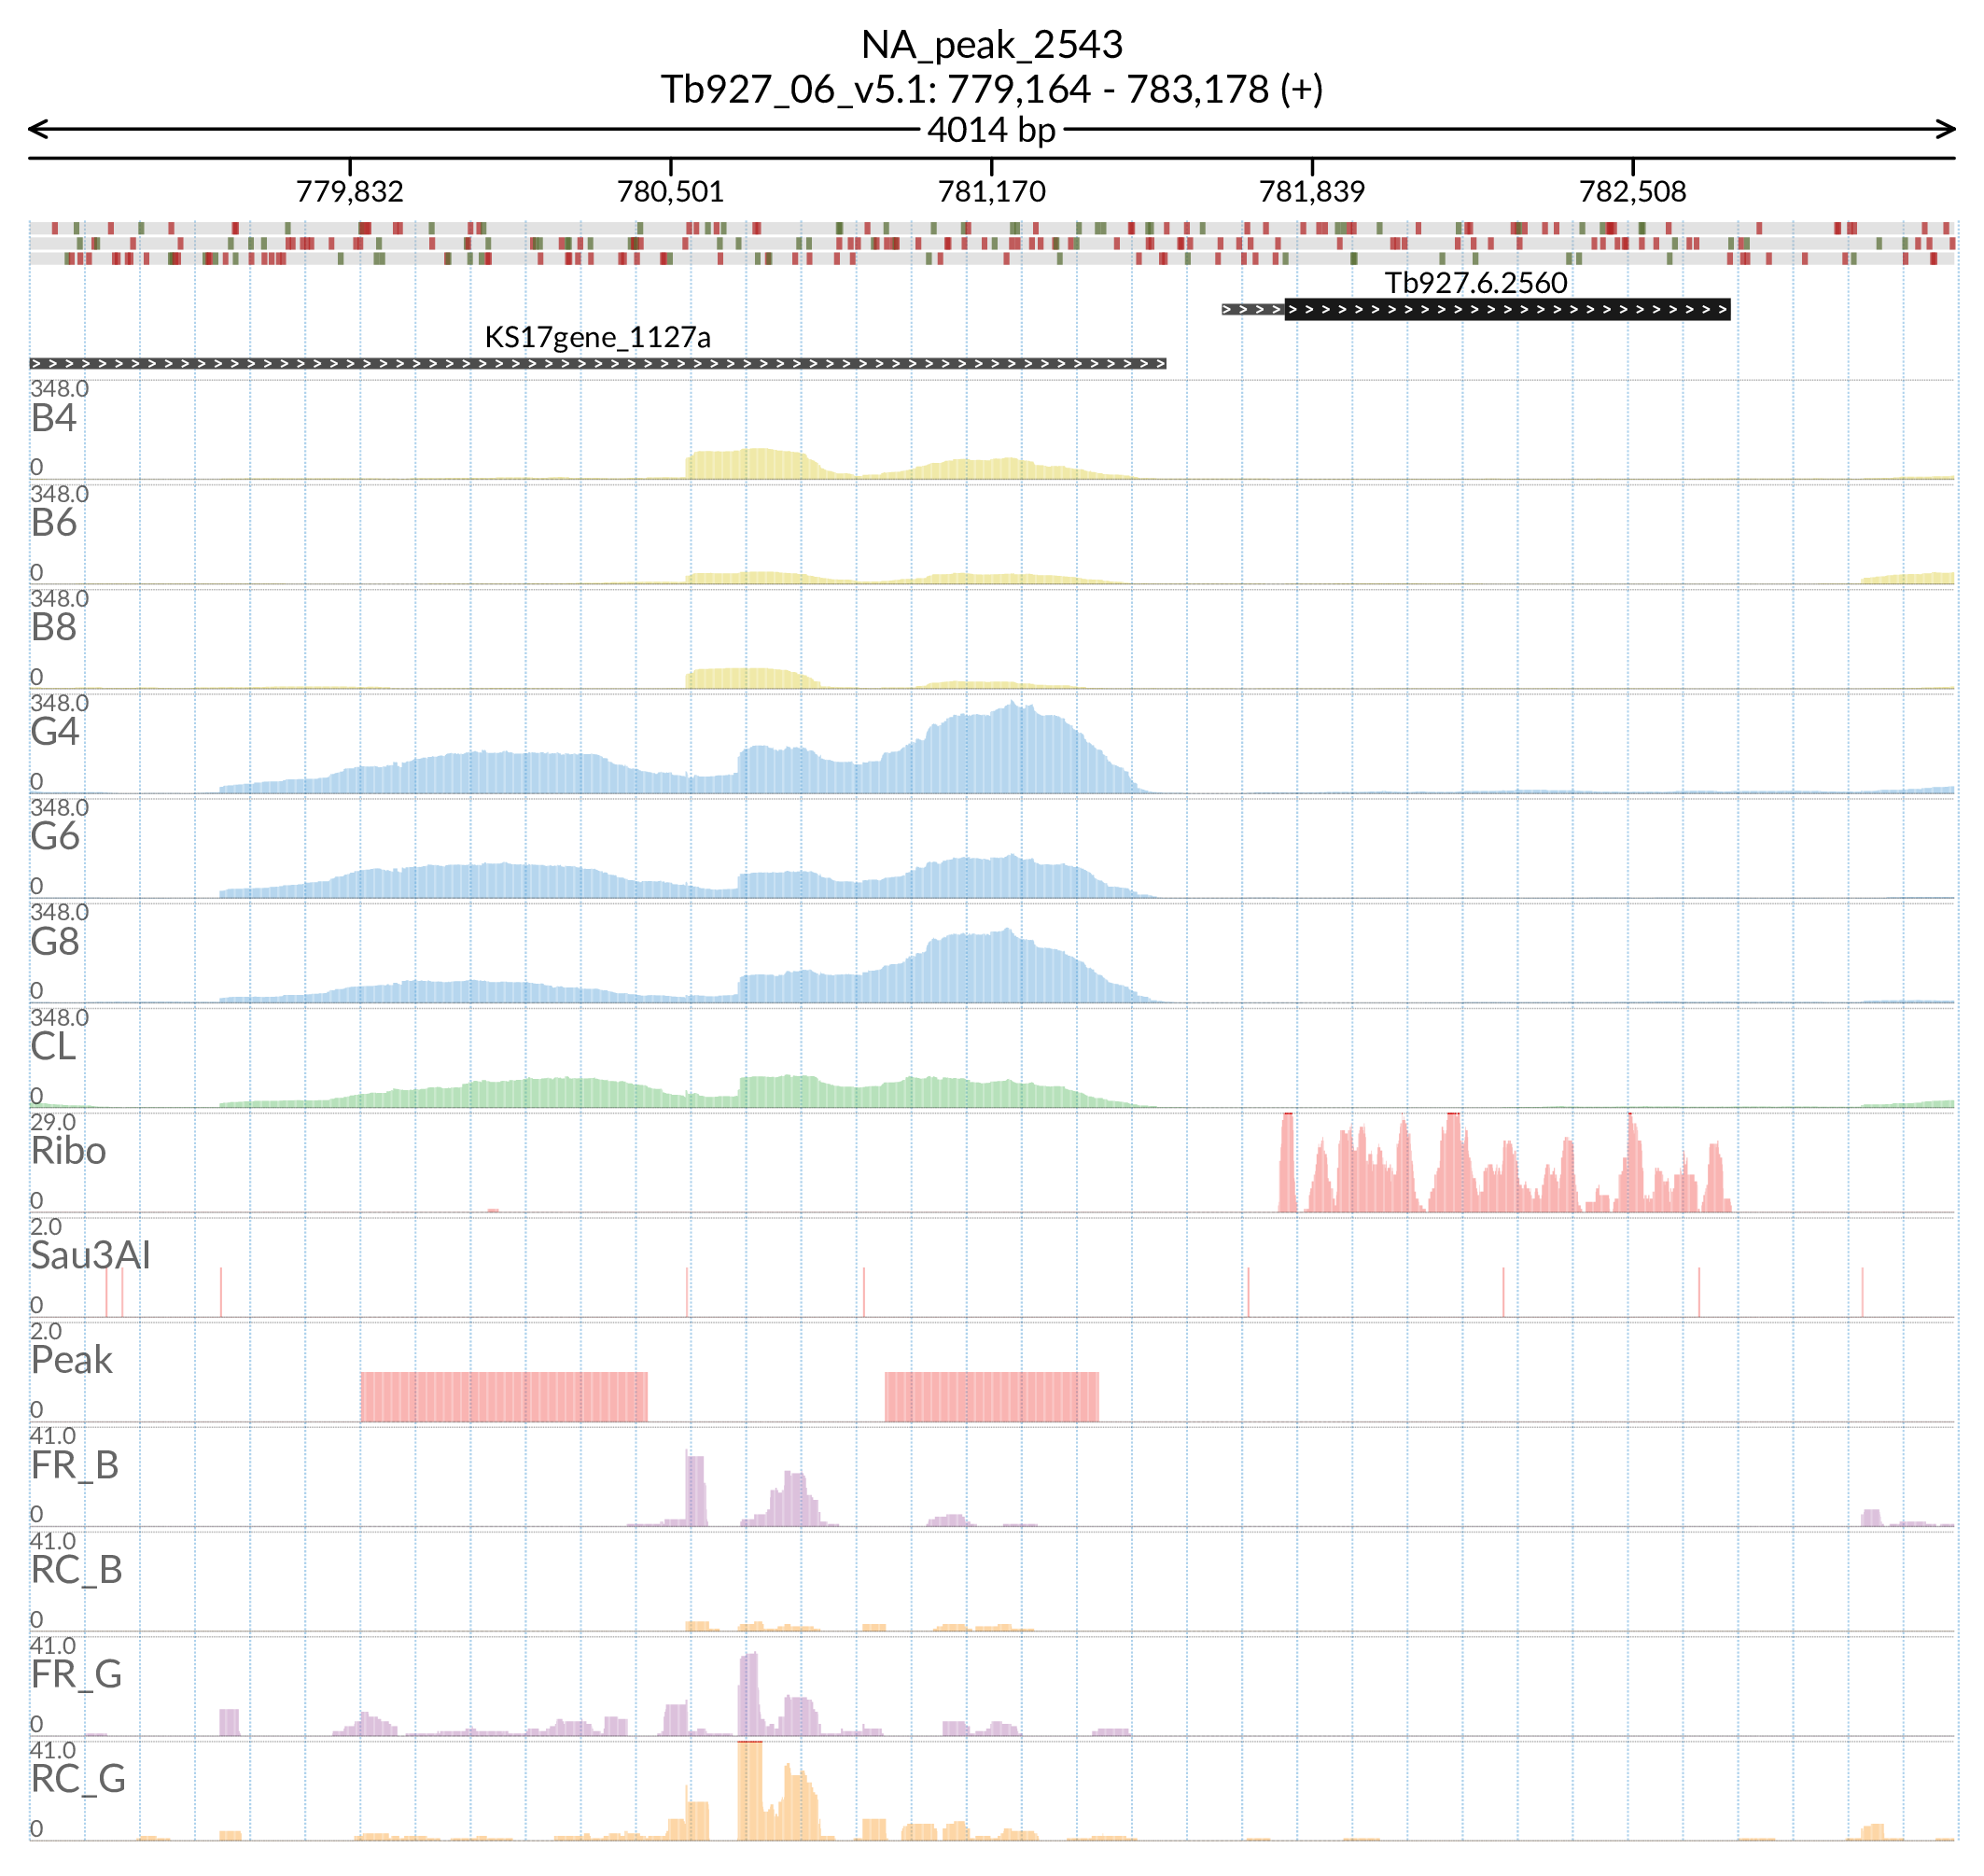 NA_peak_2543
Tb927_06_v5.1: 779,164 - 783,178 (+)
4014 bp
779,832 780,501 781,170 781,839 782,508
Tb927.6.2560
KS17gene_1127a
348.0
B4
0
348.0
B6
0
348.0
B8
0
348.0
G4
0
348.0
G6
0
348.0
G8
0
348.0
CL
0
29.0
Ribo
0
2.0
Sau3AI
0
2.0
Peak
0
41.0
FR_B
0
41.0
RC_B
0
41.0
FR_G
0
41.0
RC_G
0